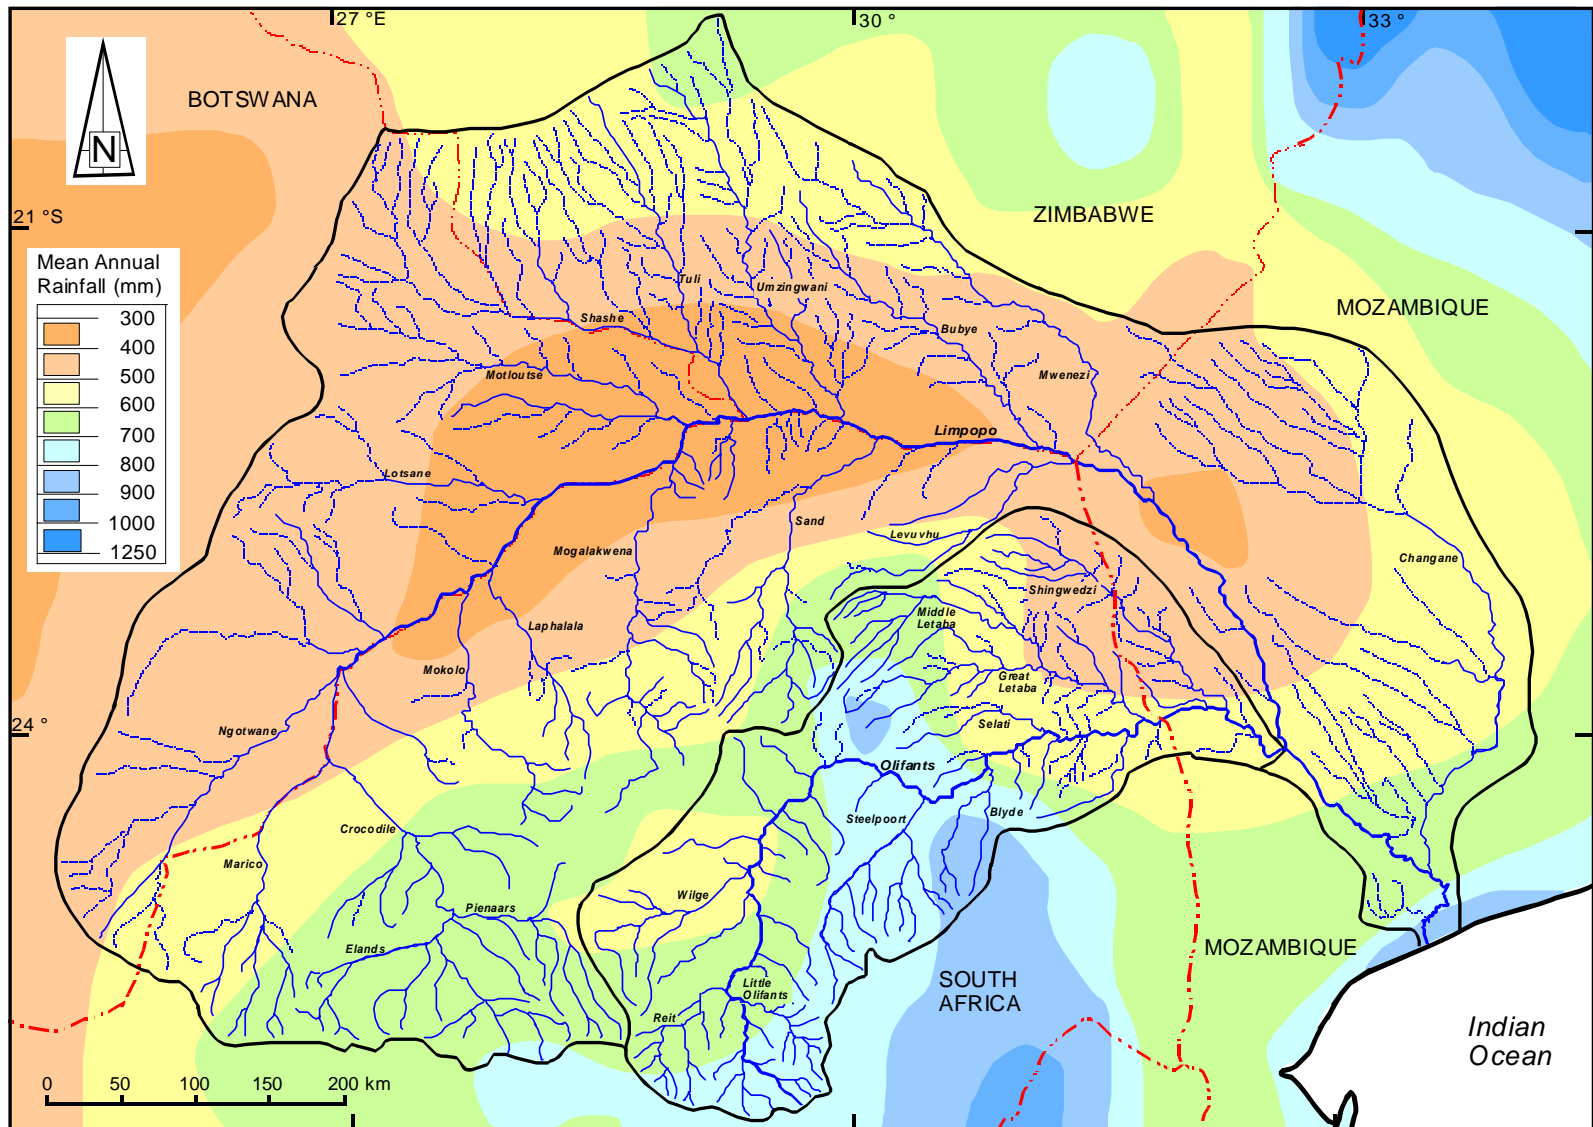 27 °E
30 °
33 °
BOTSWANA
N
21 °S
ZIMBABWE
Mean Annual
Rainfall (mm)
300
400
500
600
700
800
900
1000
1250
MOZAMBIQUE
Tuli
Umzingwani
Shashe
Bubye
Motloutse
Mwenezi
Limpopo
Lotsane
Sand
Levuvhu
Mogalakwena
Changane
Shingwedzi
Middle
Letaba
Laphalala
Mokolo
Great
Letaba
Selati
24 °
Ngotwane
Olifants
Blyde
Steelpoort
Crocodile
Marico
Wilge
Pienaars
Elands
MOZAMBIQUE
SOUTH
AFRICA
Little
Olifants
Reit
Indian
Ocean
0 50 100 150 200 km